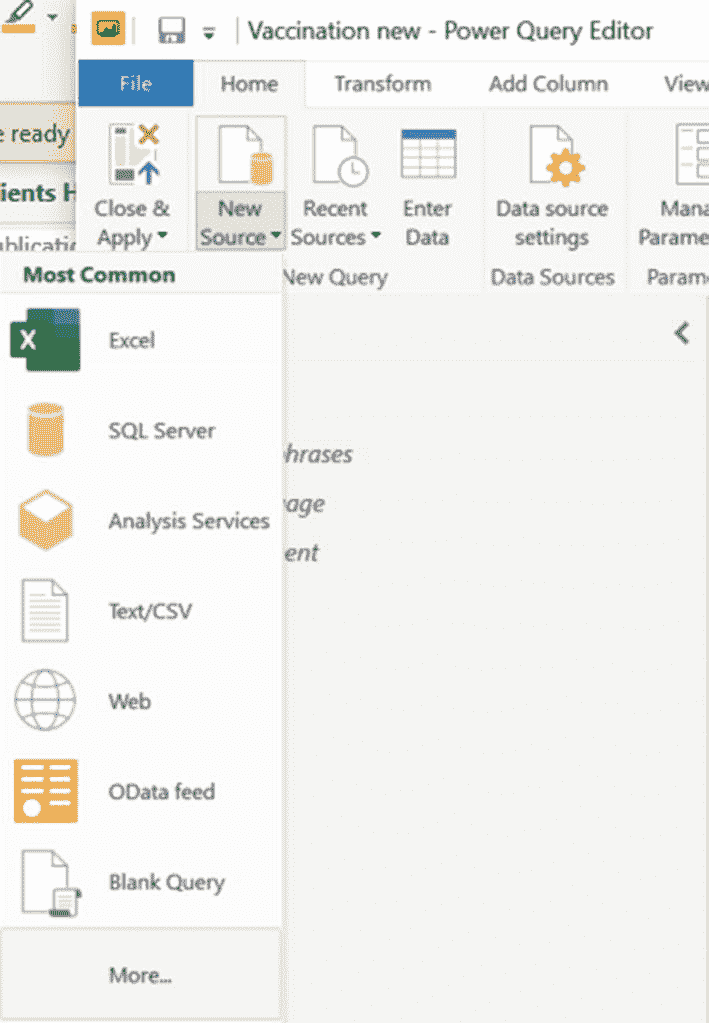 Vaccination new - Power Query Editor
File Home Transform Add Column View
e ready
ients H
ublicatio
Close & Apply
New Source
Recent Sources
Enter Data
Data source settings
Mana
Parame
New Query
Data Sources
Param
Most Common
X
Excel
SQL Server
Analysis Services
Text/CSV
Web
OData feed
Blank Query
More...
hrases
age
ent